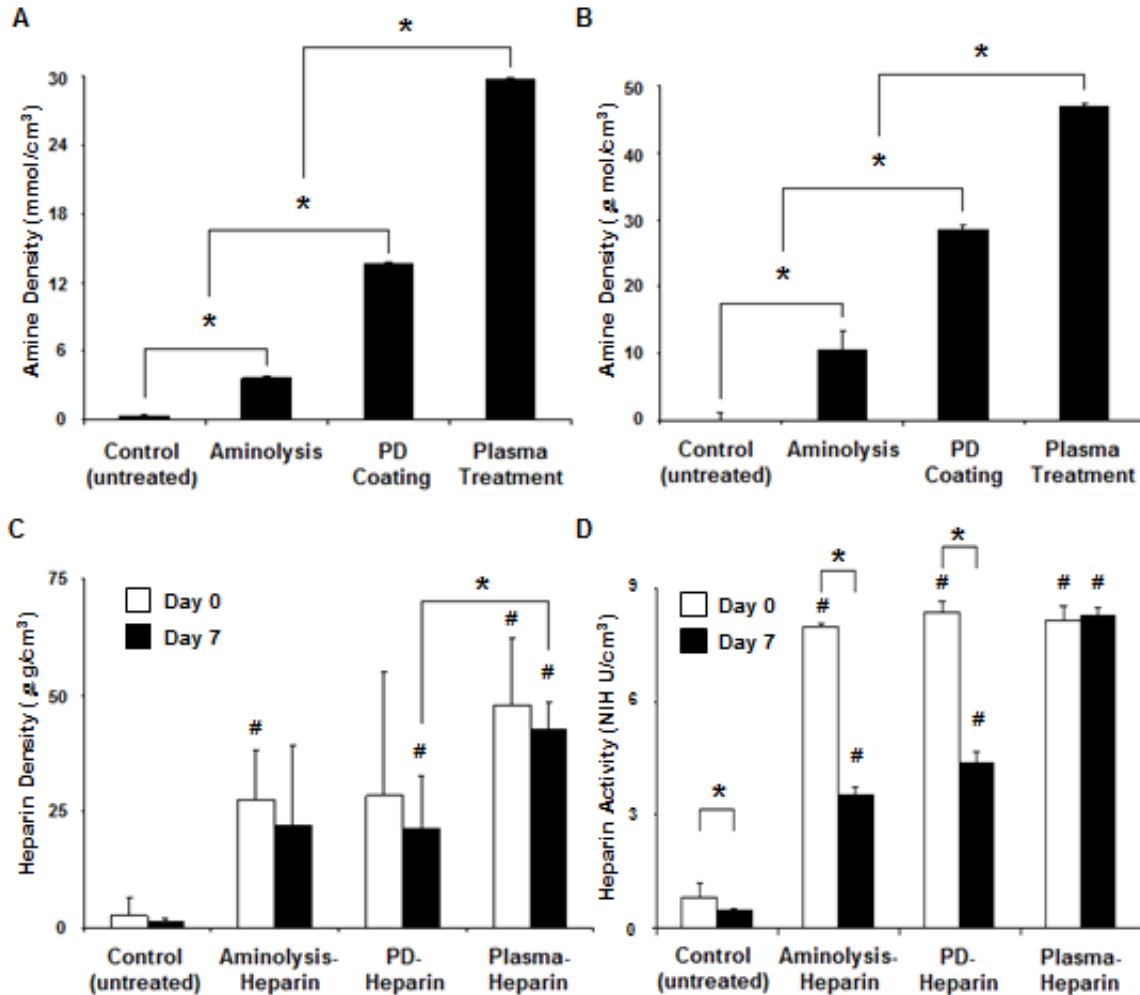 A
*
*
*
Amine Density (mmol/cm³)
30
24
18
12
6
0
Control
(untreated)
Aminolysis
PD
Coating
Plasma
Treatment
B
*
*
*
Amine Density (μ mol/cm³)
50
40
30
20
10
0
Control
(untreated)
Aminolysis
PD
Coating
Plasma
Treatment
C
Day 0
Day 7
*
#
#
#
#
Heparin Density (μ g/cm³)
75
50
25
0
Control
(untreated)
Aminolysis-
Heparin
PD-
Heparin
Plasma-
Heparin
D
Day 0
Day 7
*
*
*
#
#
#
#
#
#
Heparin Activity (NIH U/cm³)
9
6
3
0
Control
(untreated)
Aminolysis-
Heparin
PD-
Heparin
Plasma-
Heparin